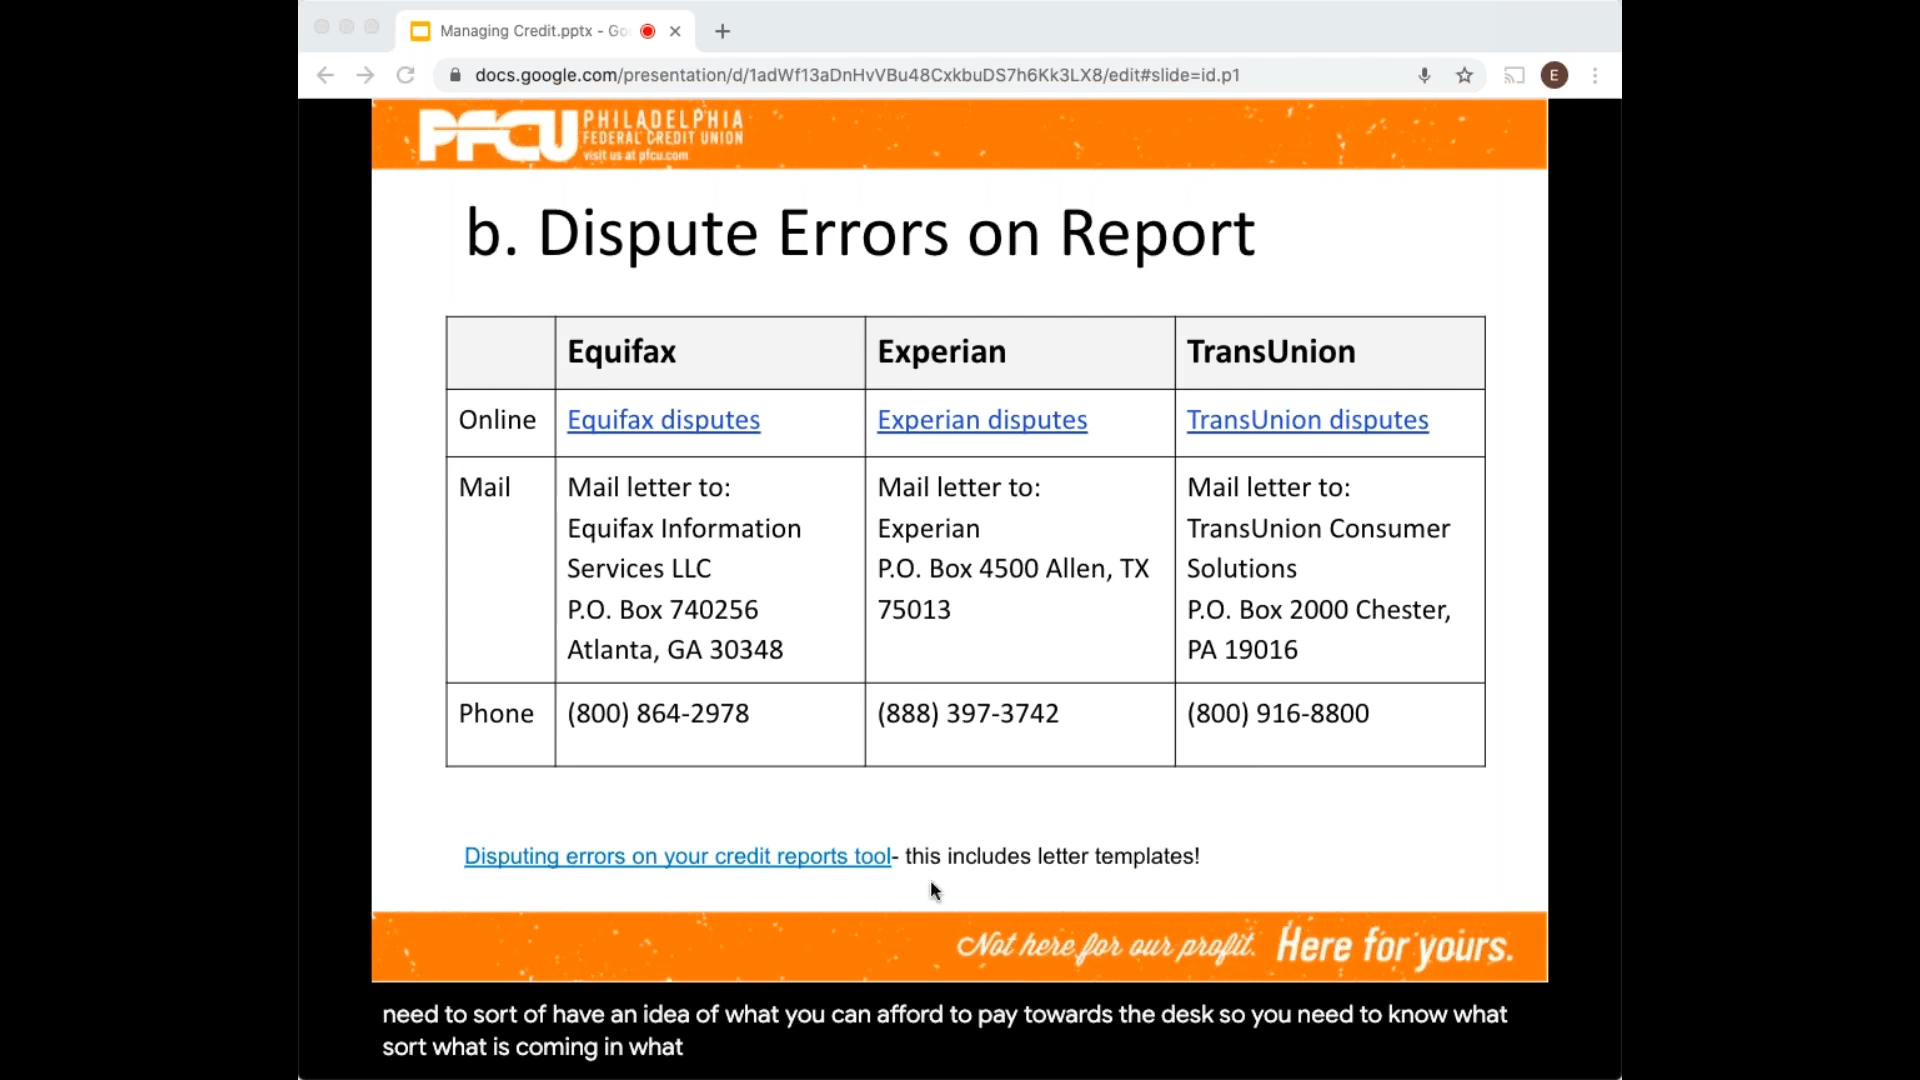 Managing Credit.pptx - Go
docs.google.com/presentation/d/1adWf13aDnHvVBu48CxkbuDS7h6Kk3LX8/edit#slide=id.p1
E
PFCU
PHILADELPHIA
FEDERAL CREDIT UNION
visit us at pfcu.com
b. Dispute Errors on Report
Equifax Experian TransUnion
Online Equifax disputes Experian disputes TransUnion disputes
Mail
Mail letter to:
Equifax Information
Services LLC
P.O. Box 740256
Atlanta, GA 30348
Mail letter to:
Experian
P.O. Box 4500 Allen, TX
75013
Mail letter to:
TransUnion Consumer
Solutions
P.O. Box 2000 Chester,
PA 19016
Phone (800) 864-2978 (888) 397-3742 (800) 916-8800
Disputing errors on your credit reports tool- this includes letter templates!
Not here for our profit. Here for yours.
need to sort of have an idea of what you can afford to pay towards the desk so you need to know what
sort what is coming in what